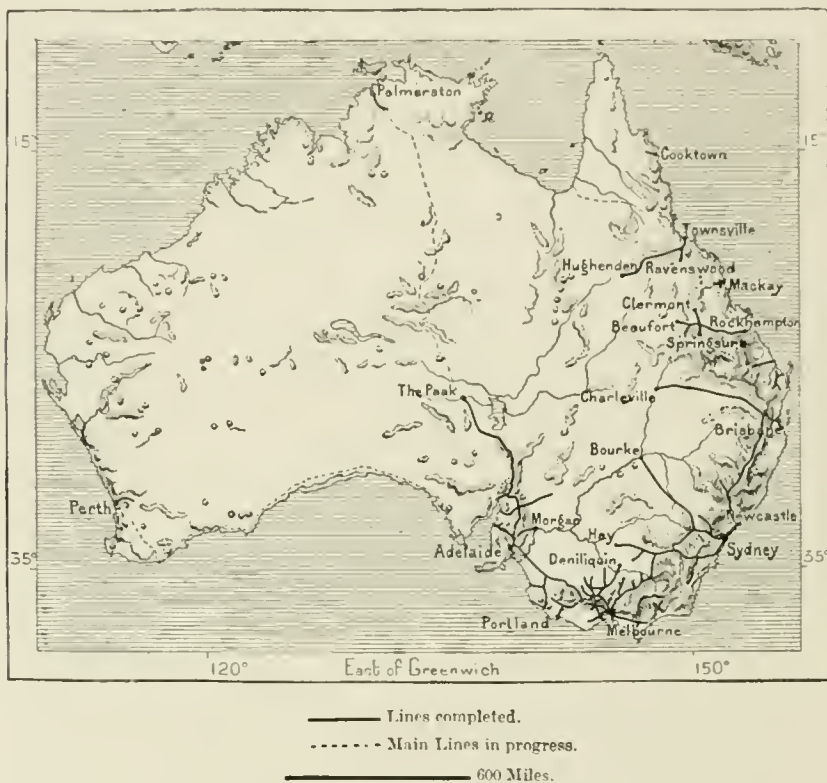 Palmerston
15°
15°
Cooktown
Townsville
Hughenden
Ravenswood
Mackay
Clermont
Beaufort
Rockhampton
Springsure
The Paak
Charleville
Brisbane
Bourke
Perth
Morgan
Hay
Newcastle
Adelaide
Deniliquin
Sydney
35°
35°
Portland
Melbourne
120°
East of Greenwich
150°
Lines completed.
Main Lines in progress.
600 Miles.